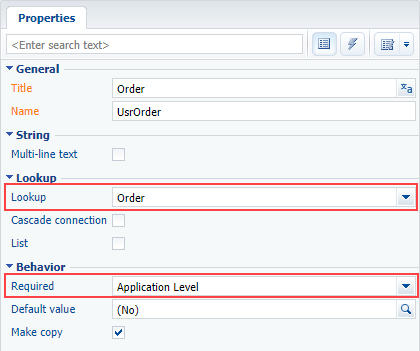 Properties
<Enter search text>
General
Title Order
Name UsrOrder
String
Multi-line text
Lookup
Lookup Order
Cascade connection
List
Behavior
Required Application Level
Default value (No)
Make copy